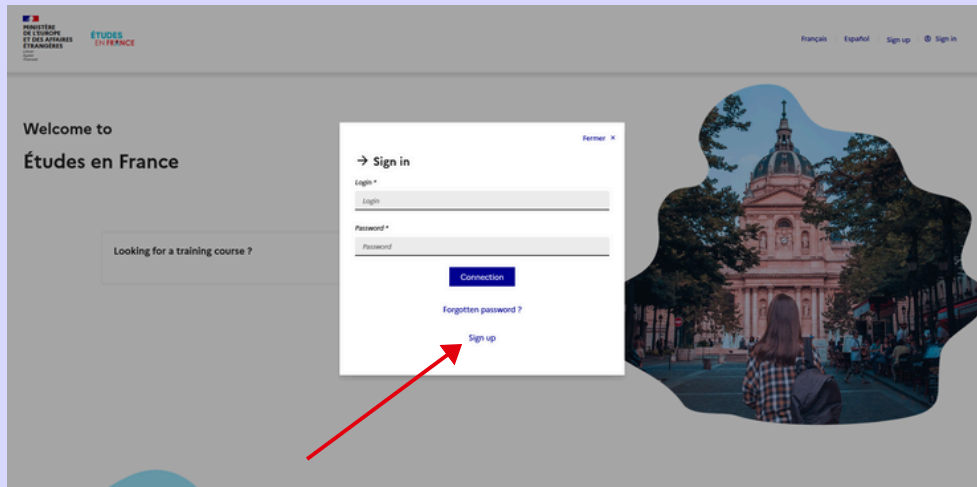 MINISTÈRE
DE L'EUROPE
ET DES AFFAIRES
ÉTRANGÈRES
ÉTUDES
EN FRANCE
Français Español Sign up Sign in
Welcome to
Études en France
Looking for a training course ?
Fermer ×
→ Sign in
Login *
Login
Password *
Password
Connection
Forgotten password ?
Sign up